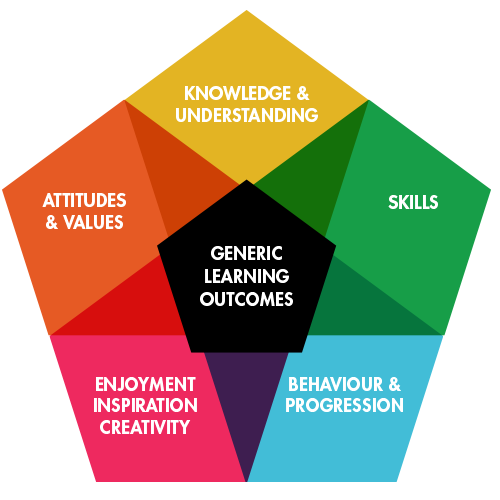 KNOWLEDGE &
UNDERSTANDING
ATTITUDES
& VALUES
SKILLS
GENERIC
LEARNING
OUTCOMES
ENJOYMENT
INSPIRATION
CREATIVITY
BEHAVIOUR &
PROGRESSION